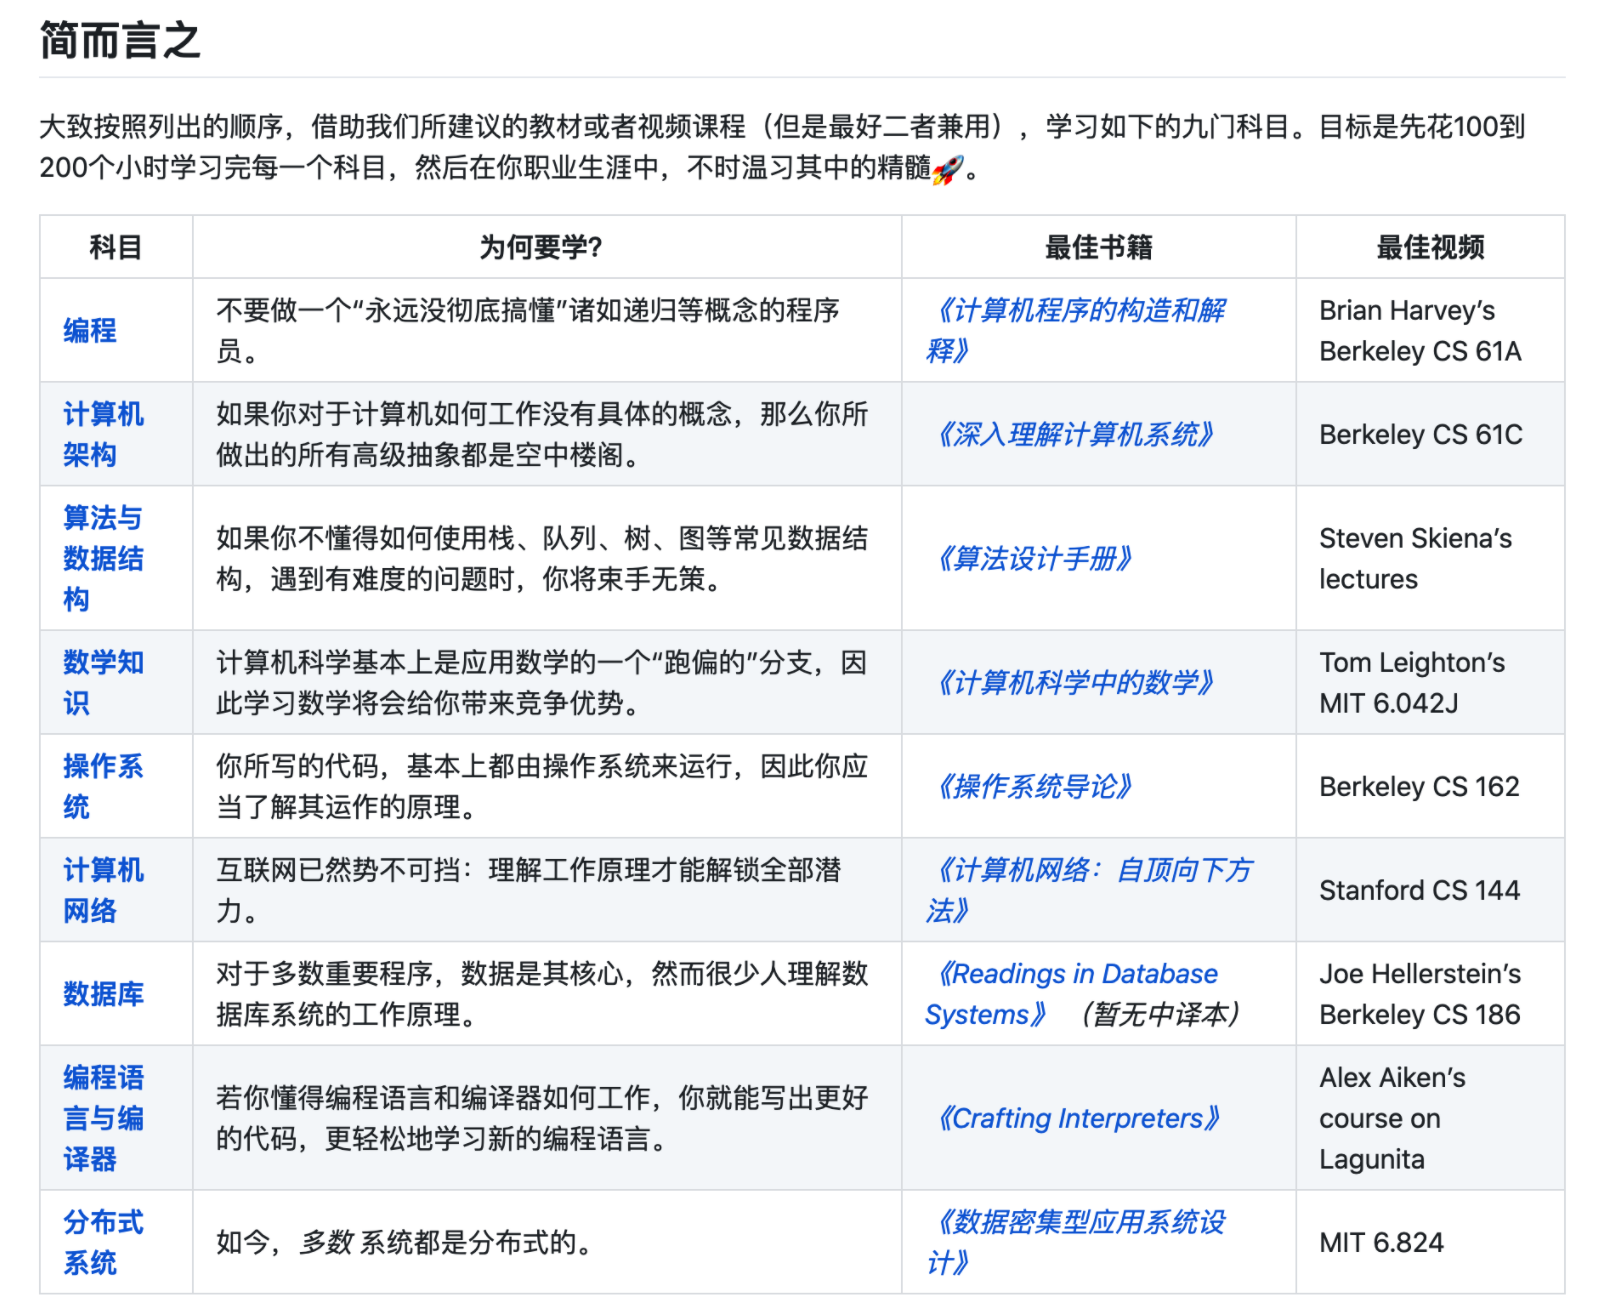 简而言之
大致按照列出的顺序，借助我们所建议的教材或者视频课程（但是最好二者兼用），学习如下的九门科目。目标是先花100到
200个小时学习完每一个科目，然后在你职业生涯中，不时温习其中的精髓🚀。
科目 为何要学? 最佳书籍 最佳视频
编程
不要做一个“永远没彻底搞懂”诸如递归等概念的程序
员。
《计算机程序的构造和解
释》
Brian Harvey’s
Berkeley CS 61A
计算机
架构
如果你对于计算机如何工作没有具体的概念，那么你所
做出的所有高级抽象都是空中楼阁。
《深入理解计算机系统》
Berkeley CS 61C
算法与
数据结
构
如果你不懂得如何使用栈、队列、树、图等常见数据结
构，遇到有难度的问题时，你将束手无策。
《算法设计手册》
Steven Skiena’s
lectures
数学知
识
计算机科学基本上是应用数学的一个“跑偏的”分支，因
此学习数学将会给你带来竞争优势。
《计算机科学中的数学》
Tom Leighton’s
MIT 6.042J
操作系
统
你所写的代码，基本上都由操作系统来运行，因此你应
当了解其运作的原理。
《操作系统导论》
Berkeley CS 162
计算机
网络
互联网已然势不可挡：理解工作原理才能解锁全部潜
力。
《计算机网络：自顶向下方
法》
Stanford CS 144
数据库
对于多数重要程序，数据是其核心，然而很少人理解数
据库系统的工作原理。
《Readings in Database
Systems》 （暂无中译本）
Joe Hellerstein’s
Berkeley CS 186
编程语
言与编
译器
若你懂得编程语言和编译器如何工作，你就能写出更好
的代码，更轻松地学习新的编程语言。
《Crafting Interpreters》
Alex Aiken’s
course on
Lagunita
分布式
系统
如今，多数 系统都是分布式的。
《数据密集型应用系统设
计》
MIT 6.824